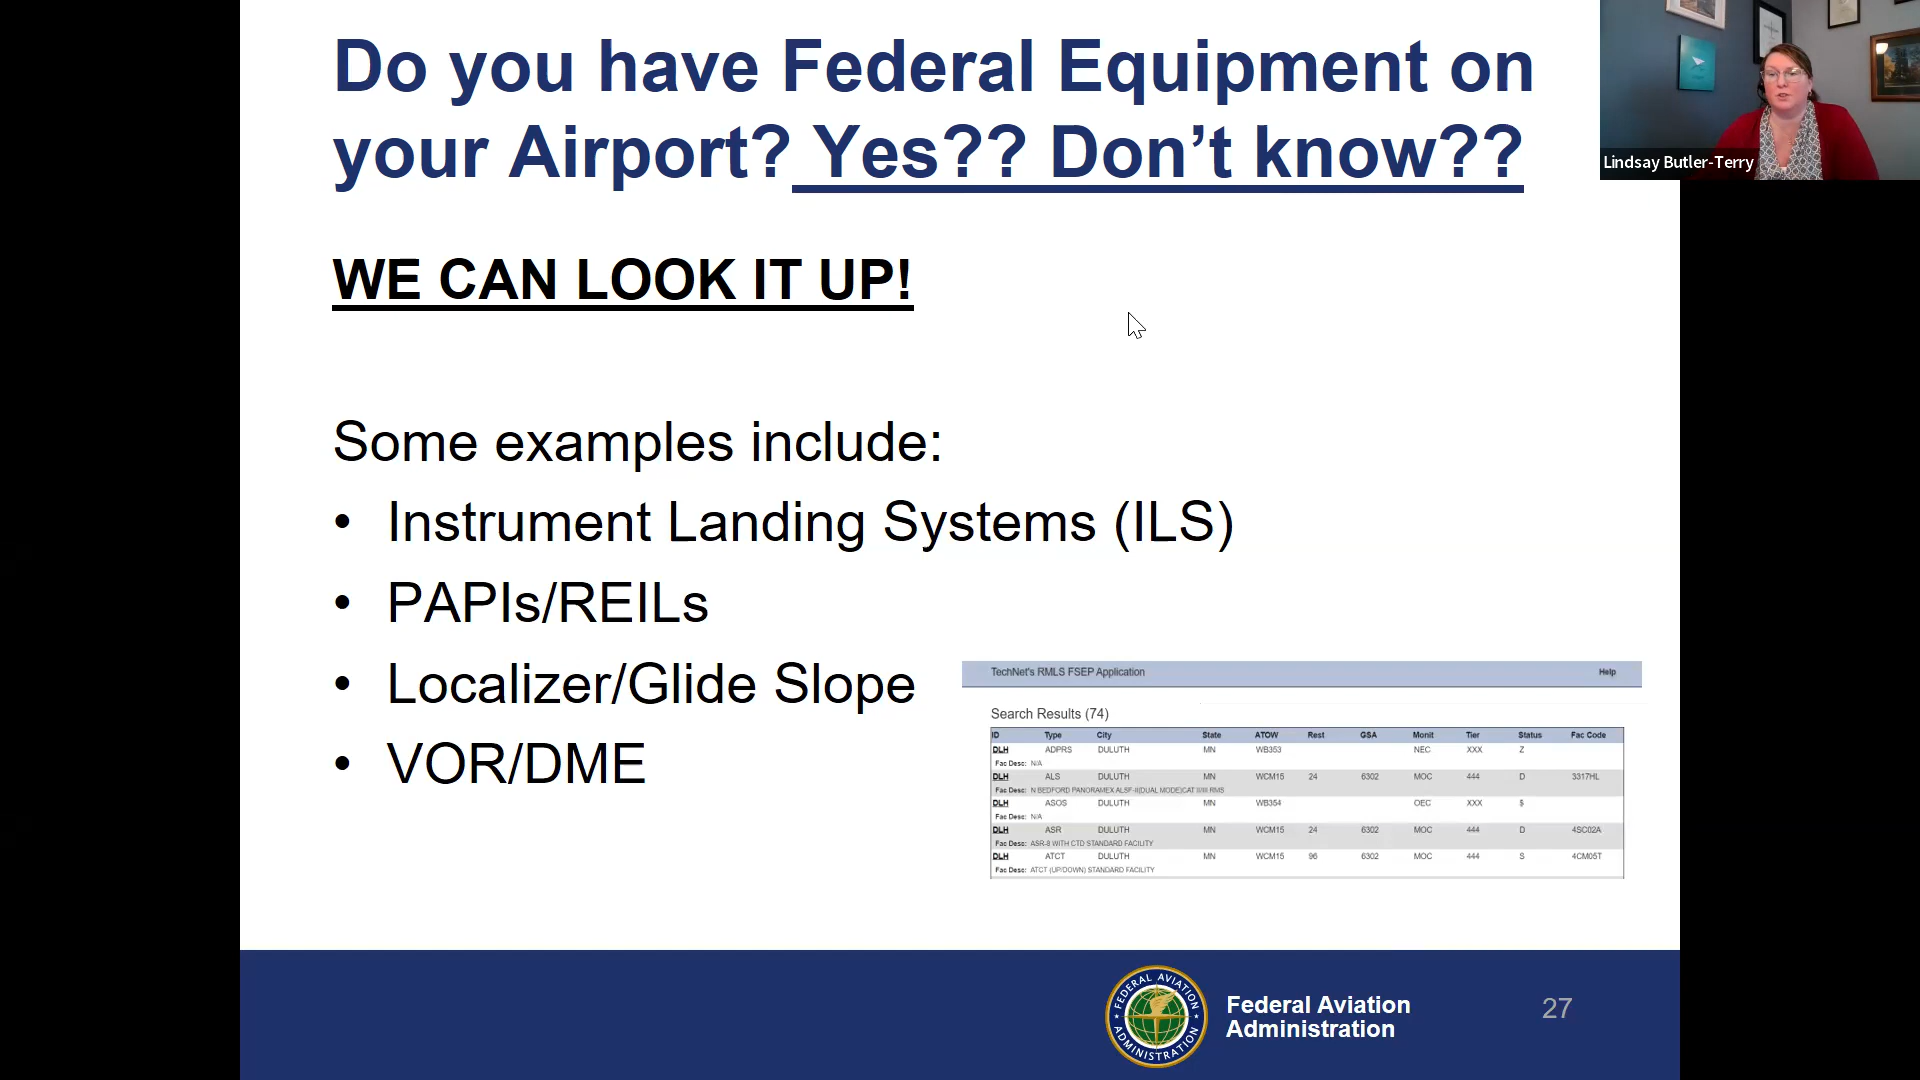 Do you have Federal Equipment on
your Airport? Yes?? Don’t know??
Lindsay Butler-Terry
WE CAN LOOK IT UP!
Some examples include:
• Instrument Landing Systems (ILS)
• PAPIs/REILs
• Localizer/Glide Slope
• VOR/DME
TechNet's RMLS FSEP Application Help
Search Results (74)
ID Type City State ATOW Rest GSA Monit Tier Status Fac Code
DLH ADPRS DULUTH MN WB353 NEC XXX Z
Fac Desc: N/A
DLH ALS DULUTH MN WCM15 24 6302 MOC 444 D 3317HL
Fac Desc: N BEDFORD PANORAMEX ALSF-II(DUAL MODE)CAT II/III RMS
DLH ASOS DULUTH MN WB354 OEC XXX $
Fac Desc: N/A
DLH ASR DULUTH MN WCM15 24 6302 MOC 444 D 4SC02A
Fac Desc: ASR-8 WITH CTD STANDARD FACILITY
DLH ATCT DULUTH MN WCM15 96 6302 MOC 444 S 4CM05T
Fac Desc: ATCT (UP/DOWN) STANDARD FACILITY
FEDERAL AVIATION
ADMINISTRATION
Federal Aviation
Administration
27